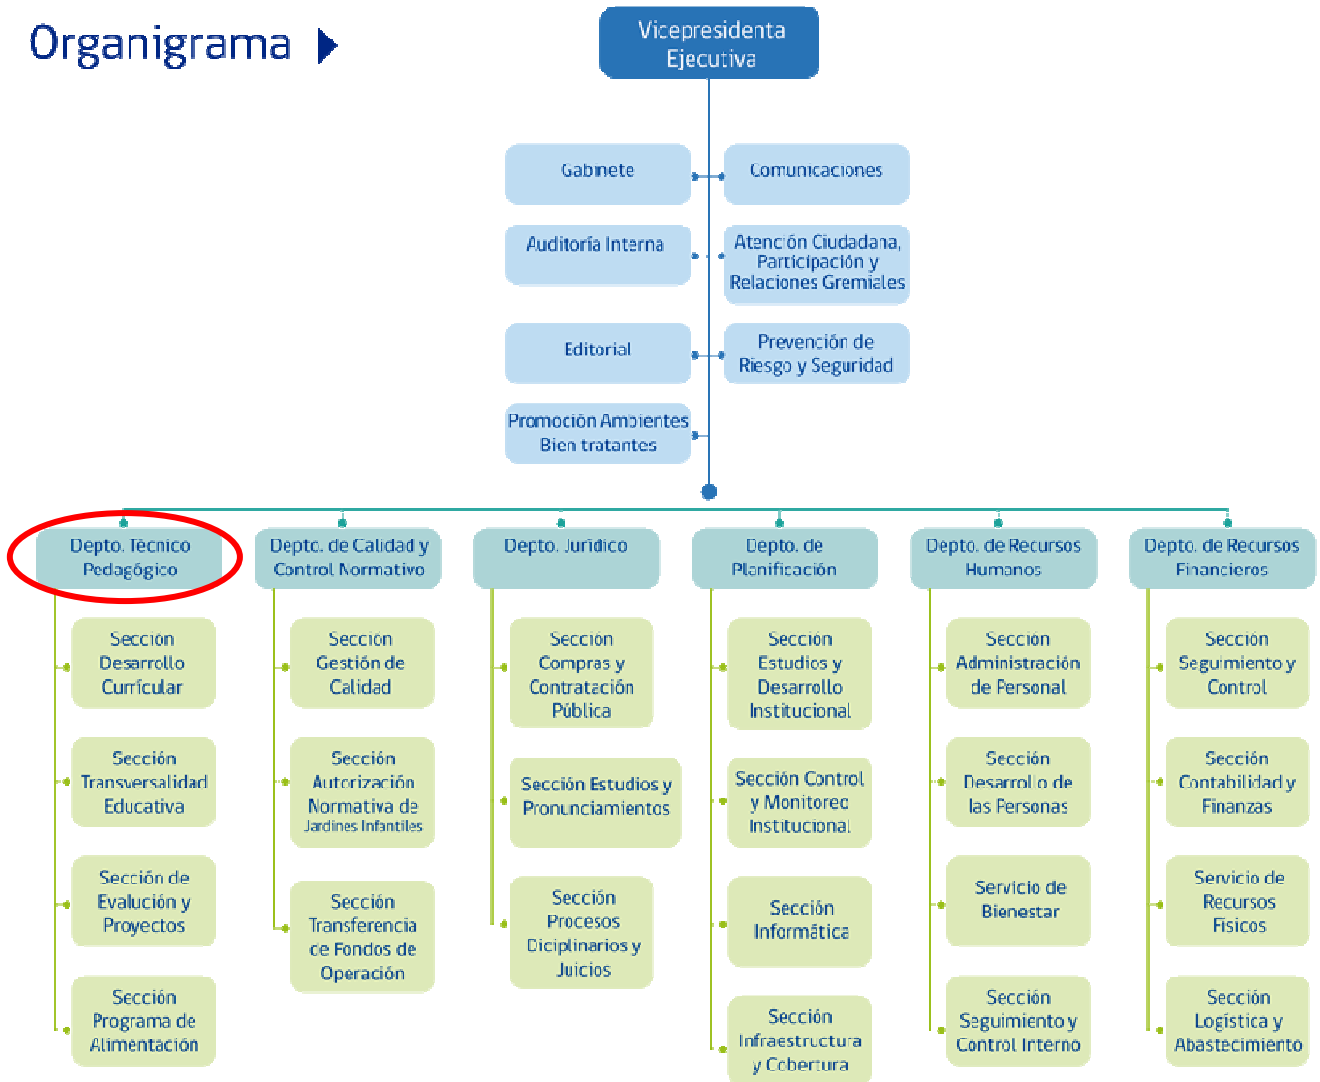 Organigrama
Vicepresidenta
Ejecutiva
Gabinete
Comunicaciones
Auditoría Interna
Atención Ciudadana,
Participación y
Relaciones Gremiales
Editorial
Prevención de
Riesgo y Seguridad
Promoción Ambientes
Bien tratantes
Depto. Técnico
Pedagógico
Sección
Desarrollo
Currícular
Sección
Transversalidad
Educativa
Sección de
Evalución y
Proyectos
Sección
Programa de
Alimentación
Depto. de Calidad y
Control Normativo
Sección
Gestión de
Calidad
Sección
Autorización
Normativa de
Jardines Infantiles
Sección
Transferencia
de Fondos de
Operación
Depto. Jurídico
Sección
Compras y
Contratación
Pública
Sección Estudios y
Pronunciamientos
Sección
Procesos
Diciplinarios y
Juicios
Depto. de
Planificación
Sección
Estudios y
Desarrollo
Institucional
Sección Control
y Monitoreo
Institucional
Sección
Informática
Sección
Infraestructura
y Cobertura
Depto. de Recursos
Humanos
Sección
Administración
de Personal
Sección
Desarrollo de
las Personas
Servicio de
Bienestar
Sección
Seguimiento y
Control Interno
Depto. de Recursos
Financieros
Sección
Seguimiento y
Control
Sección
Contabilidad y
Finanzas
Servicio de
Recursos
Físicos
Sección
Logística y
Abastecimiento